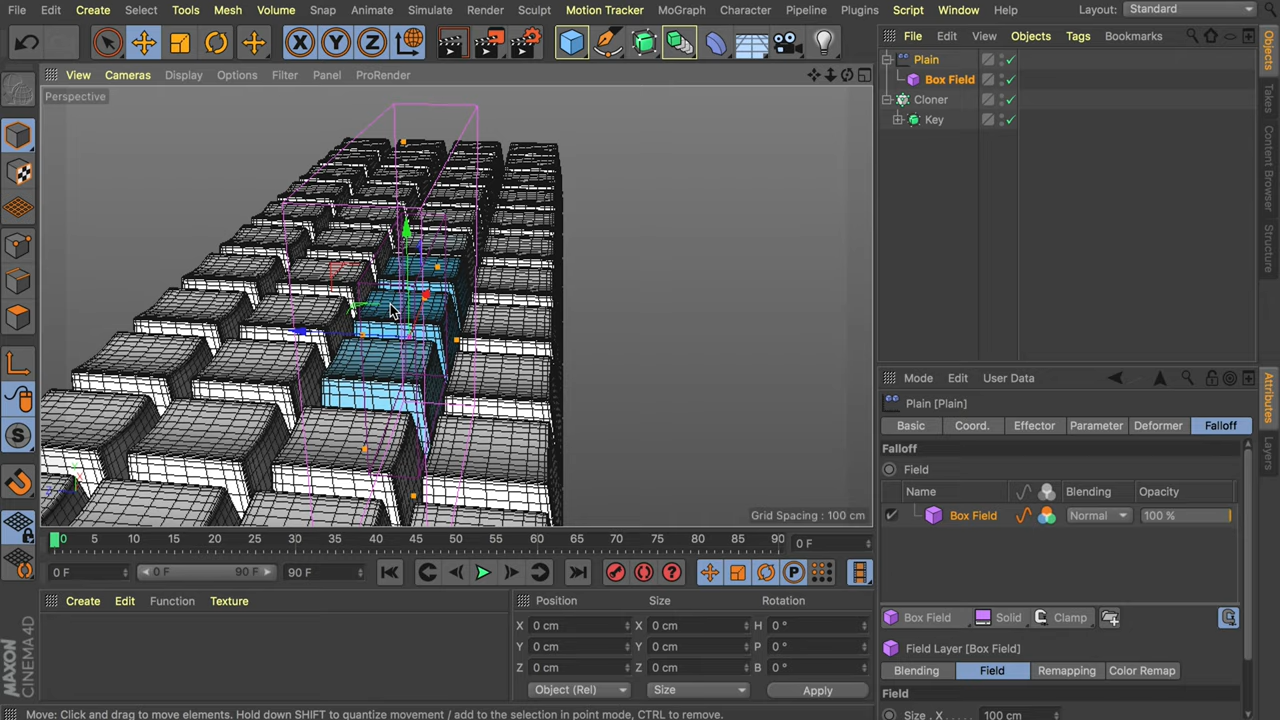 File Edit Create Select Tools Mesh Volume Snap Animate Simulate Render Sculpt Motion Tracker MoGraph Character Pipeline Plugins Script Window Help Layout: Standard
X Y Z
File Edit View Objects Tags Bookmarks
View Cameras Display Options Filter Panel ProRender
Perspective
Plain
Box Field
Cloner
Key
Objects
Takes
Content Browser
Structure
Mode Edit User Data
Plain [Plain]
Basic Coord. Effector Parameter Deformer Falloff
Falloff
Field
Name Blending Opacity
Box Field Normal 100 %
Attributes
Layers
Grid Spacing : 100 cm
0 5 10 15 20 25 30 35 40 45 50 55 60 65 70 75 80 85 90 0 F
0 F 0 F 90 F 90 F
P
S
Create Edit Function Texture
Position Size Rotation
X 0 cm X 0 cm H 0 °
Y 0 cm Y 0 cm P 0 °
Z 0 cm Z 0 cm B 0 °
Object (Rel) Size Apply
Box Field Solid Clamp
Field Layer [Box Field]
Blending Field Remapping Color Remap
Field
Size . X 100 cm
MAXON CINEMA 4D
Move: Click and drag to move elements. Hold down SHIFT to quantize movement / add to the selection in point mode, CTRL to remove.